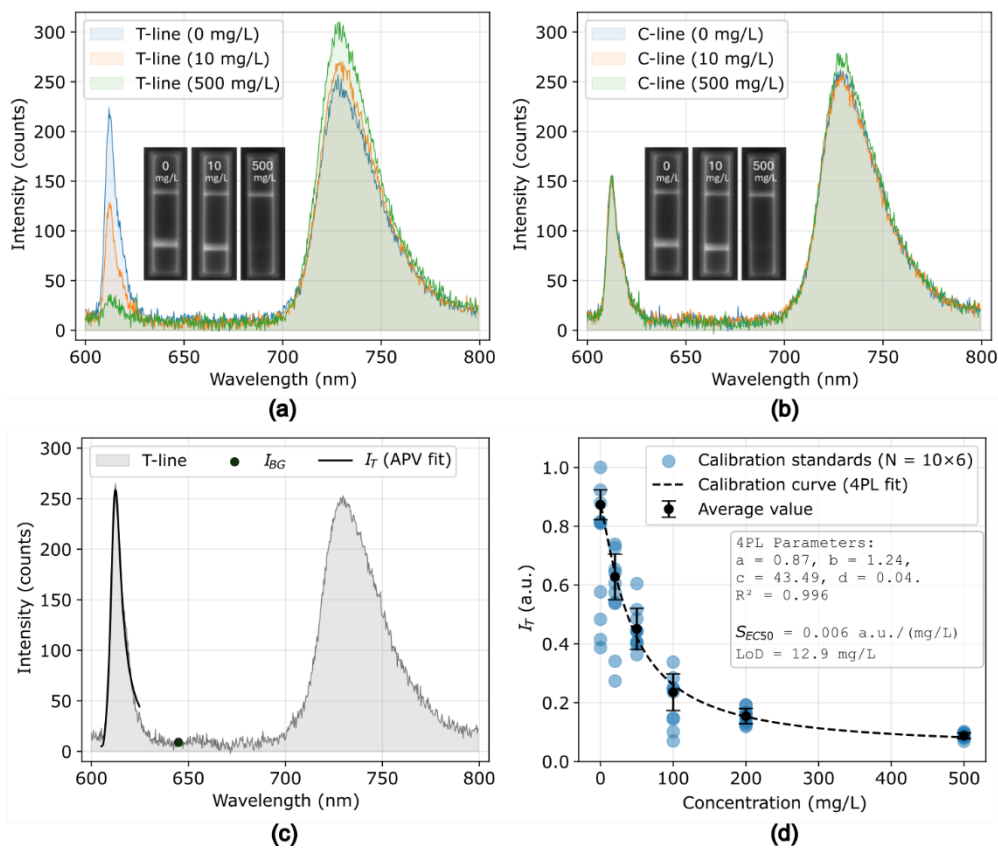 300
250
200
150
100
50
0
Intensity (counts)
T-line (0 mg/L)
T-line (10 mg/L)
T-line (500 mg/L)
0
mg/L
10
mg/L
500
mg/L
600
650
700
750
800
Wavelength (nm)
(a)
300
250
200
150
100
50
0
Intensity (counts)
C-line (0 mg/L)
C-line (10 mg/L)
C-line (500 mg/L)
0
mg/L
10
mg/L
500
mg/L
600
650
700
750
800
Wavelength (nm)
(b)
300
250
200
150
100
50
0
Intensity (counts)
T-line
I_BG
I_T (APV fit)
600
650
700
750
800
Wavelength (nm)
(c)
1.0
0.8
0.6
0.4
0.2
0.0
I_T (a.u.)
Calibration standards (N = 10×6)
Calibration curve (4PL fit)
Average value
4PL Parameters:
a = 0.87, b = 1.24,
c = 43.49, d = 0.04.
R² = 0.996
S_EC50 = 0.006 a.u./(mg/L)
LoD = 12.9 mg/L
0
100
200
300
400
500
Concentration (mg/L)
(d)